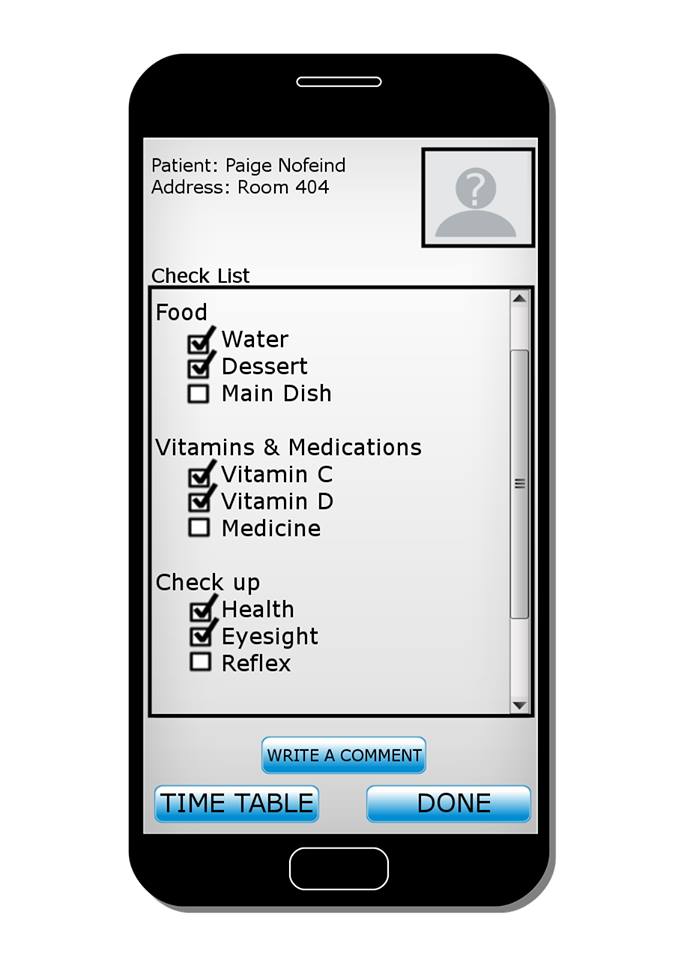 Patient: Paige Nofeind
Address: Room 404
?
Check List
Food
Water
Dessert
Main Dish
Vitamins & Medications
Vitamin C
Vitamin D
Medicine
Check up
Health
Eyesight
Reflex
WRITE A COMMENT
TIME TABLE
DONE